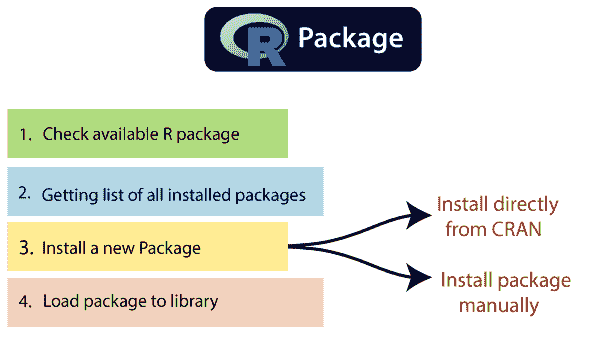 R Package
1. Check available R package
2. Getting list of all installed packages
3. Install a new Package
4. Load package to library
Install directly
from CRAN
Install package
manually